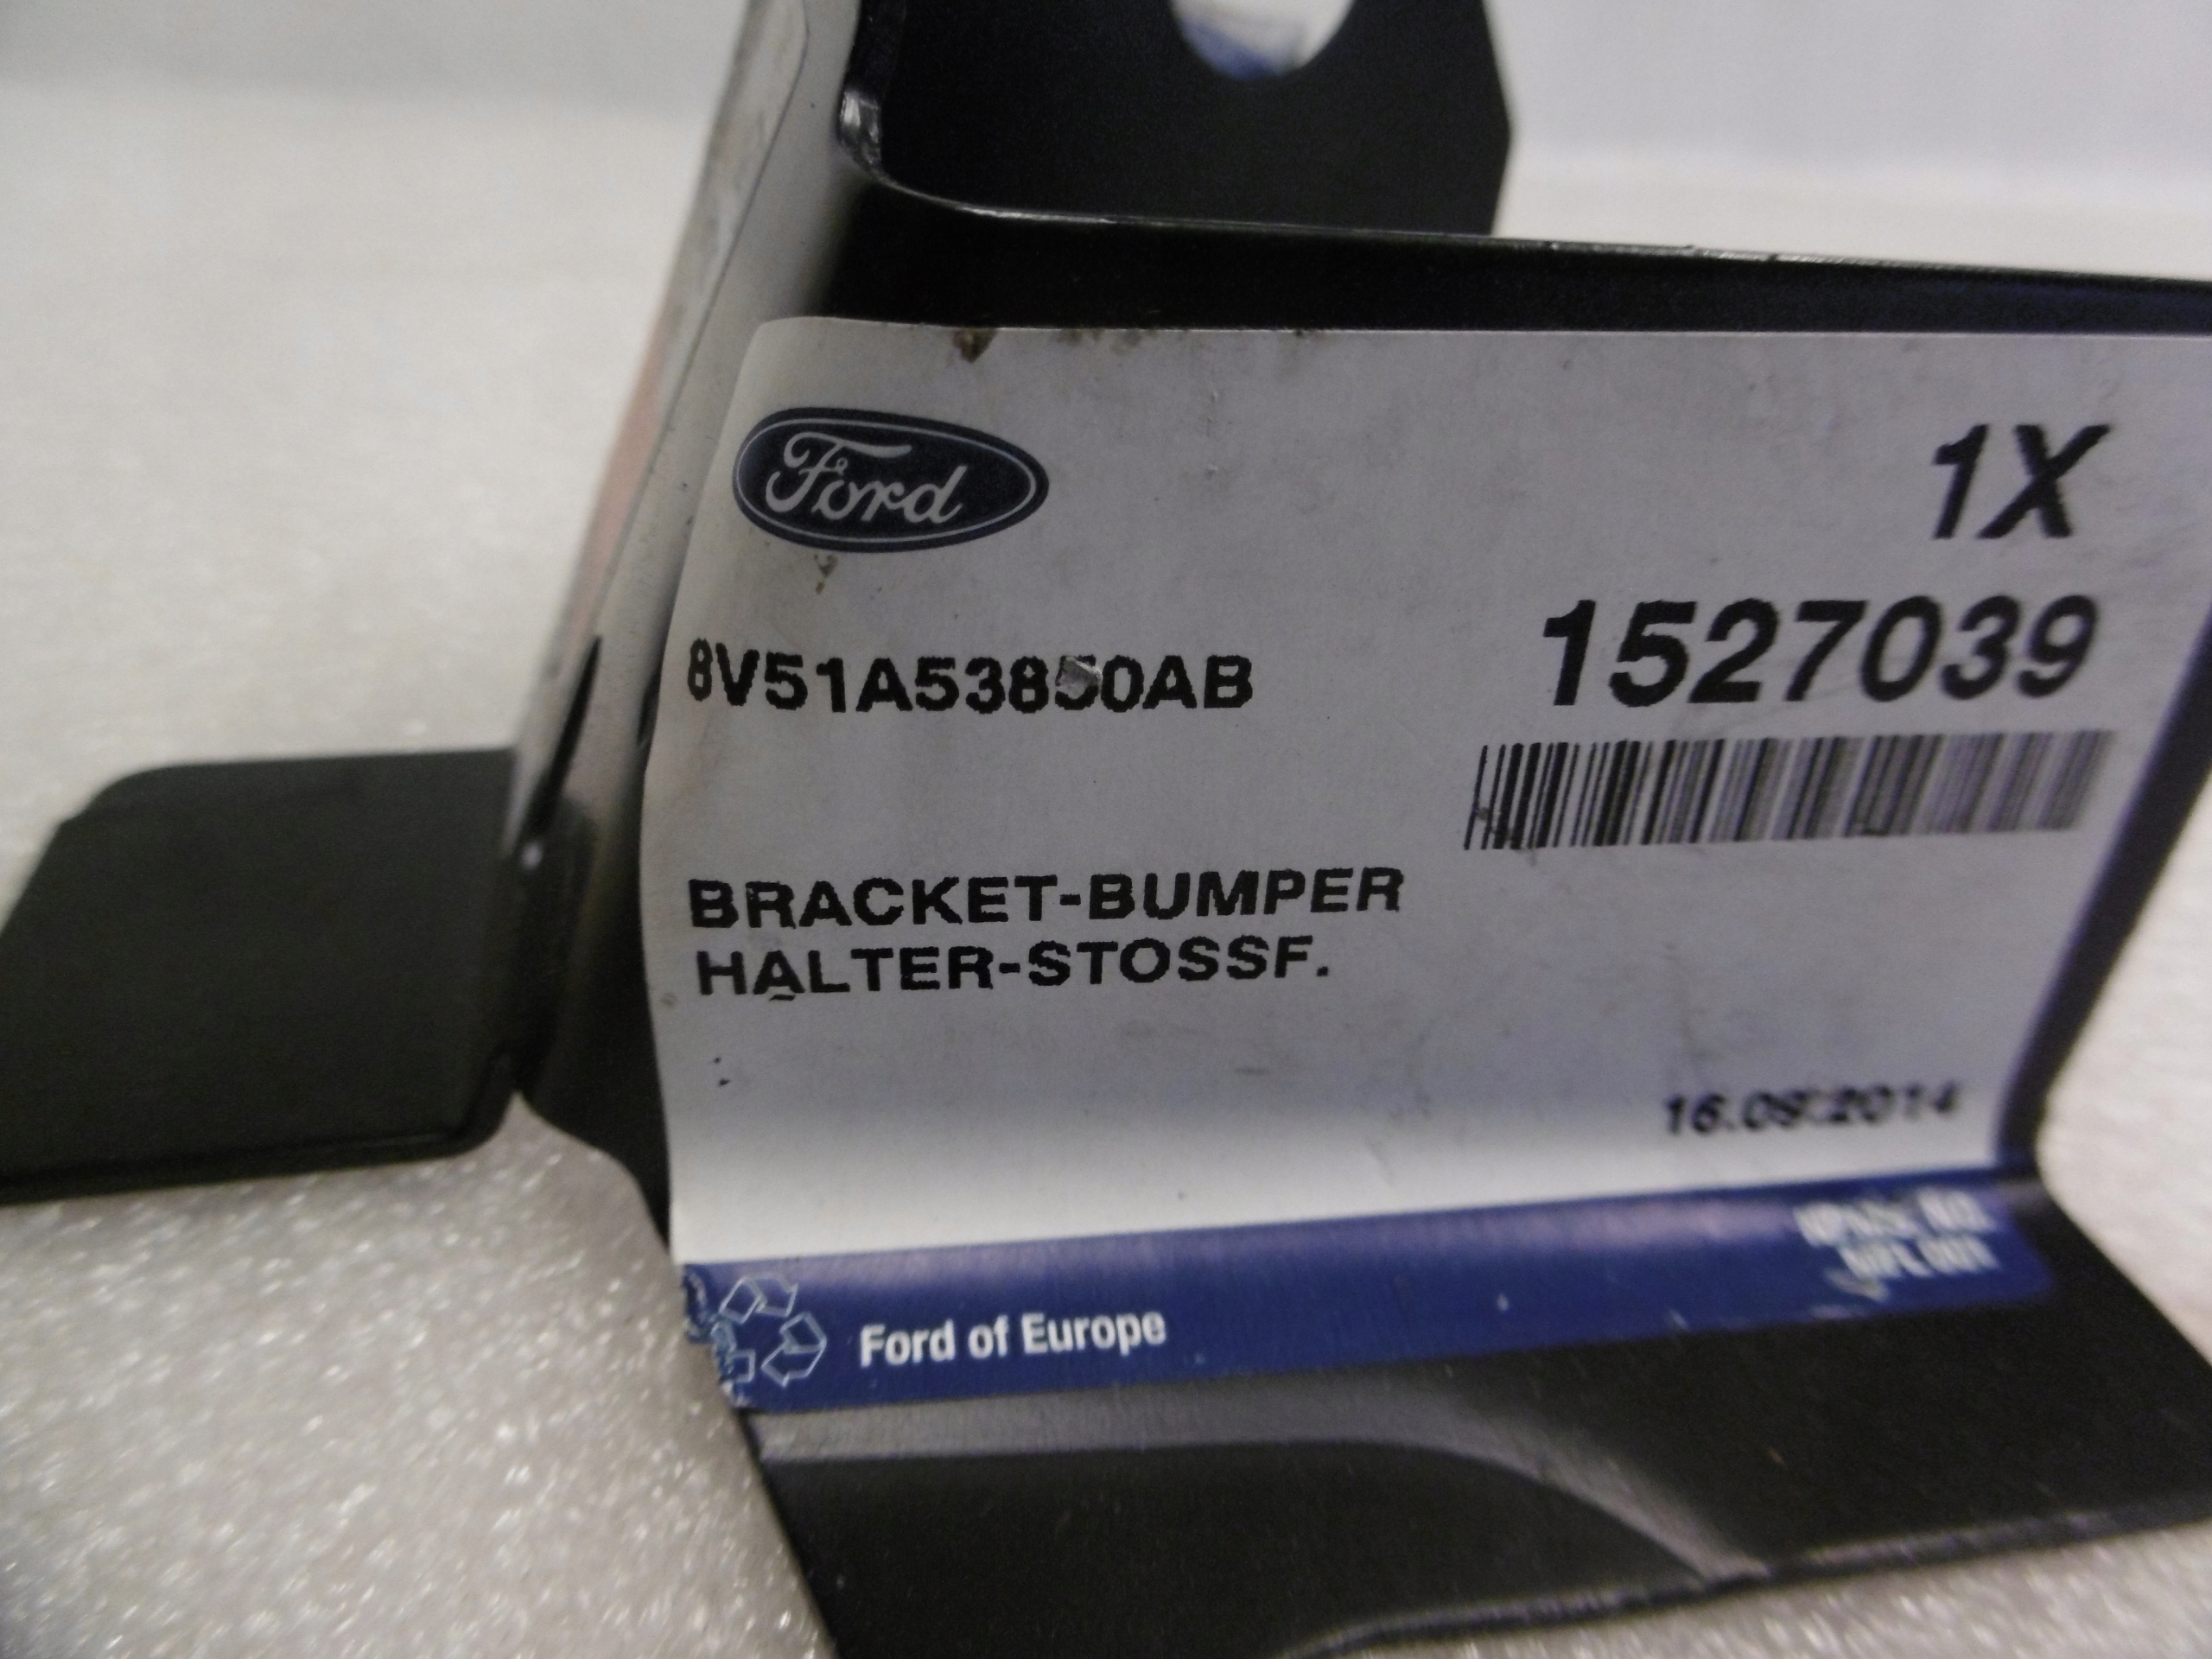 Ford
1X
1527039
8V51A53850AB
BRACKET-BUMPER
HALTER-STOSSF.
16.09.2014
Ford of Europe